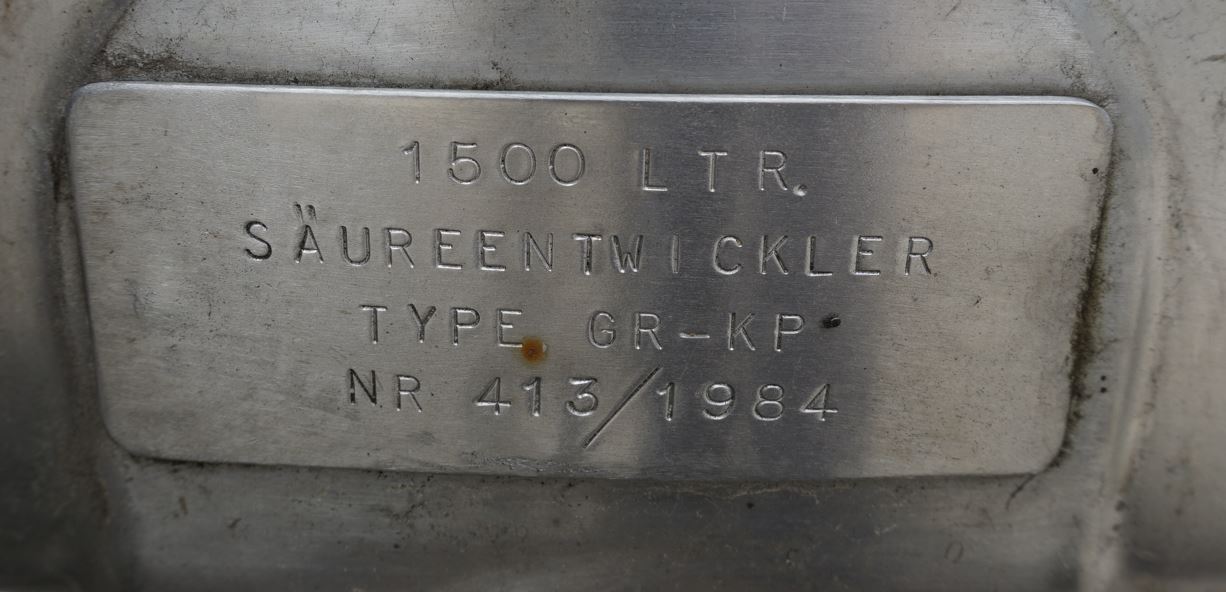 1500 LTR.
SÄUREENTWICKLER
TYPE GR-KP
NR 413/1984